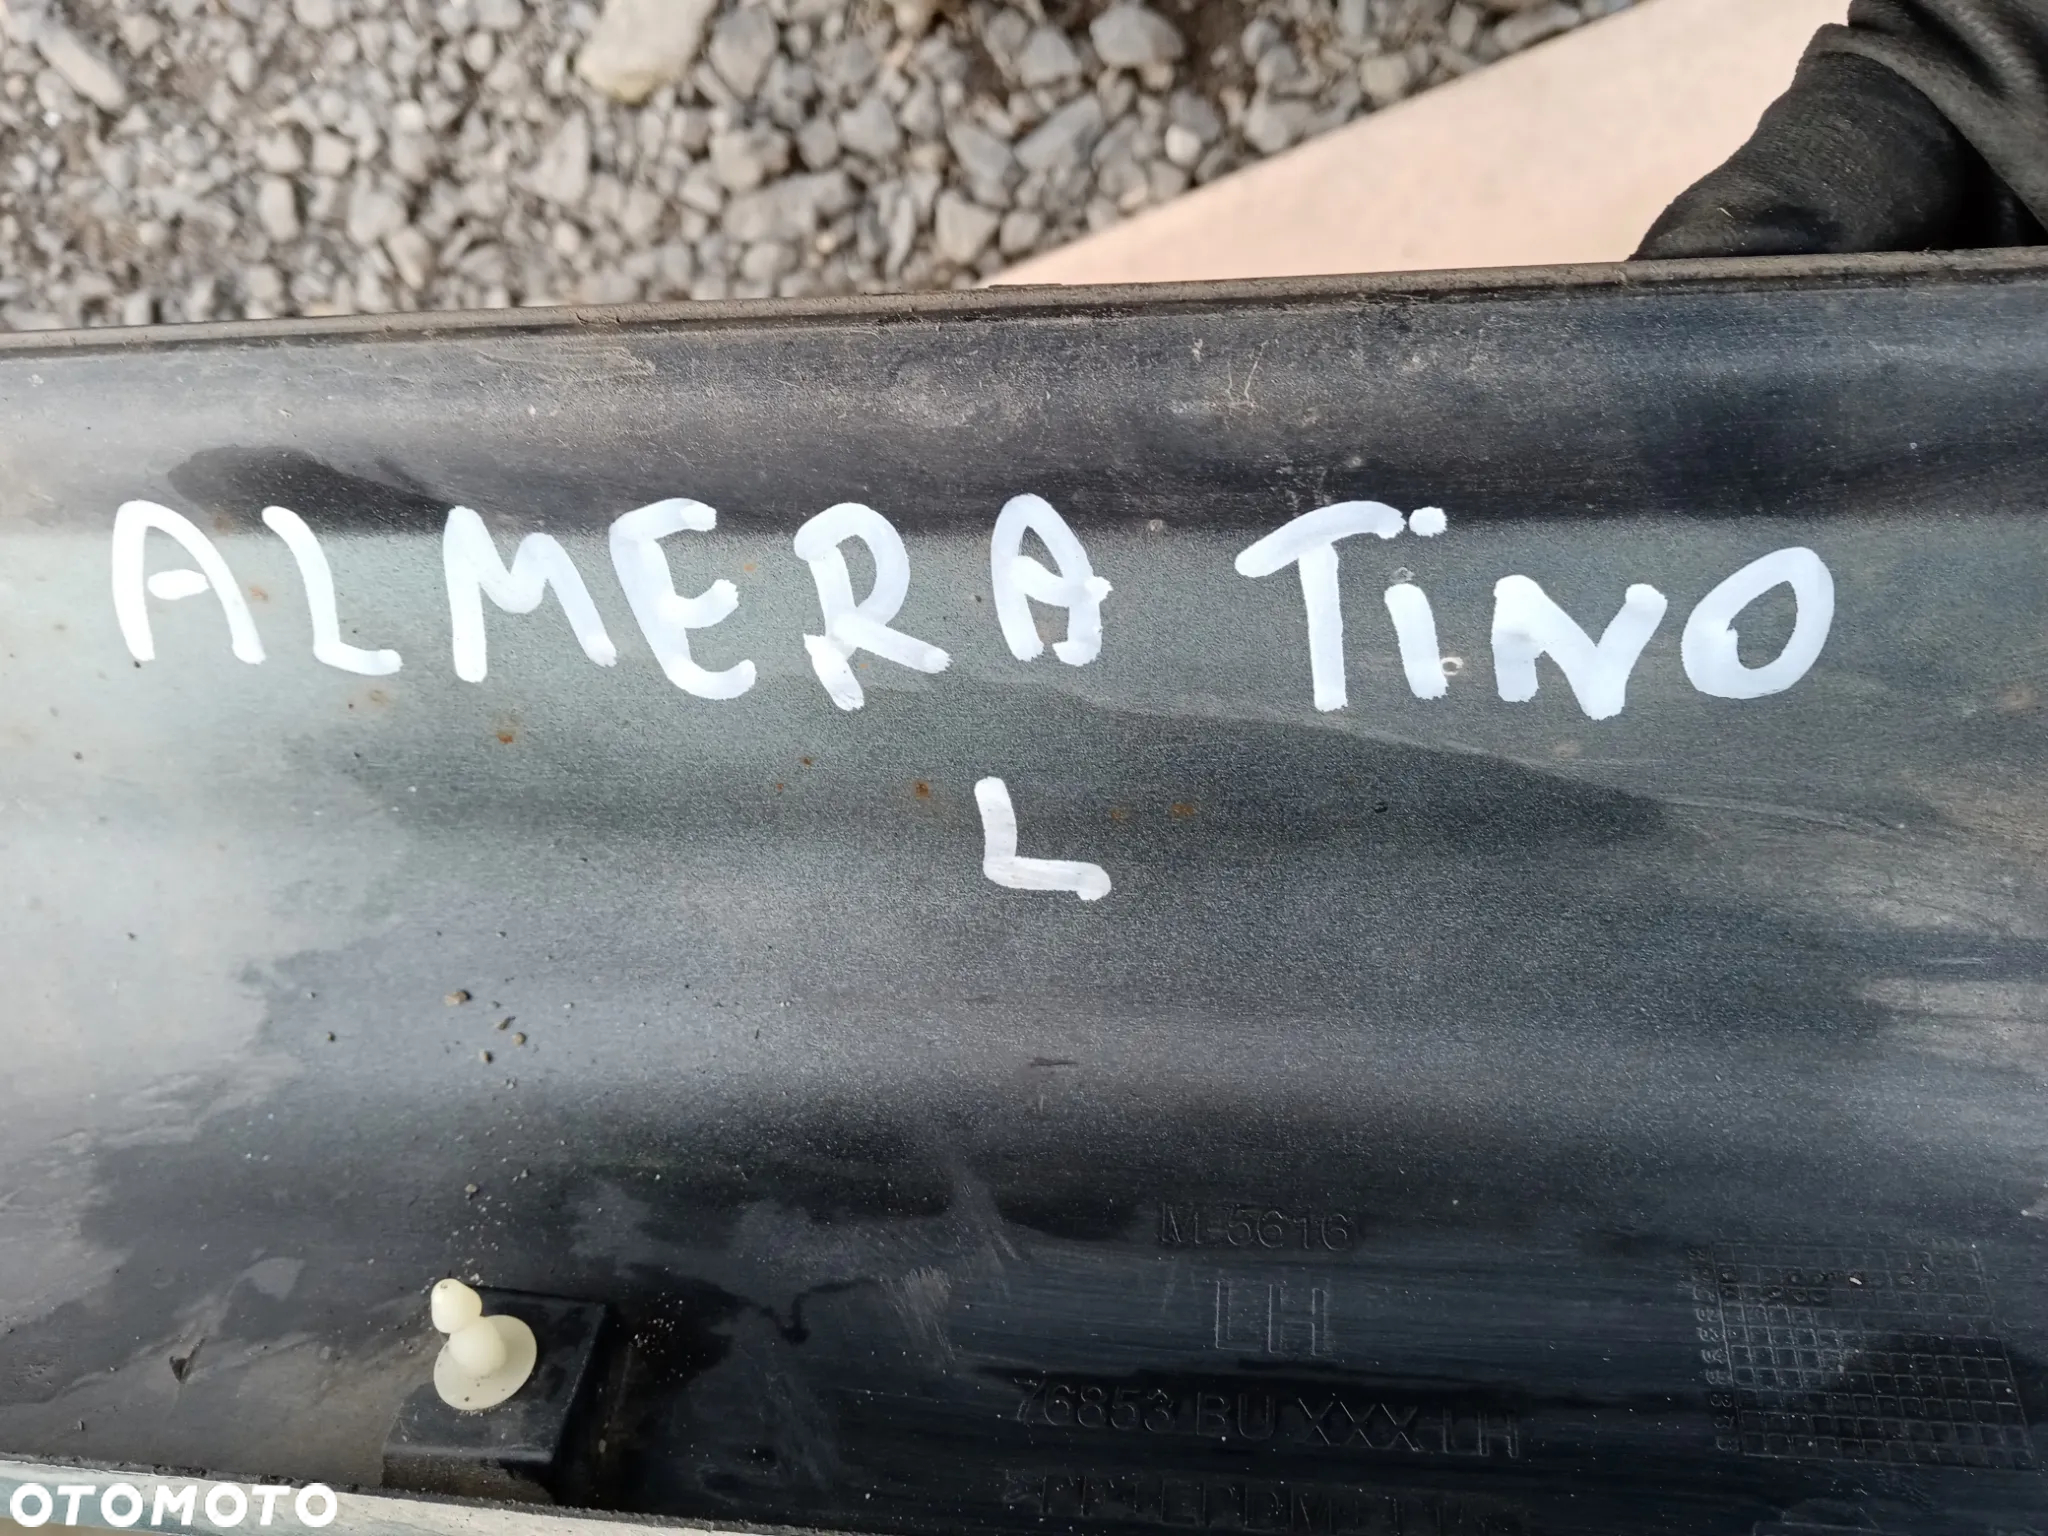 ALMERA TiNO
L
M-5616
LH
76853 BU XXX LH
OTOMOTO